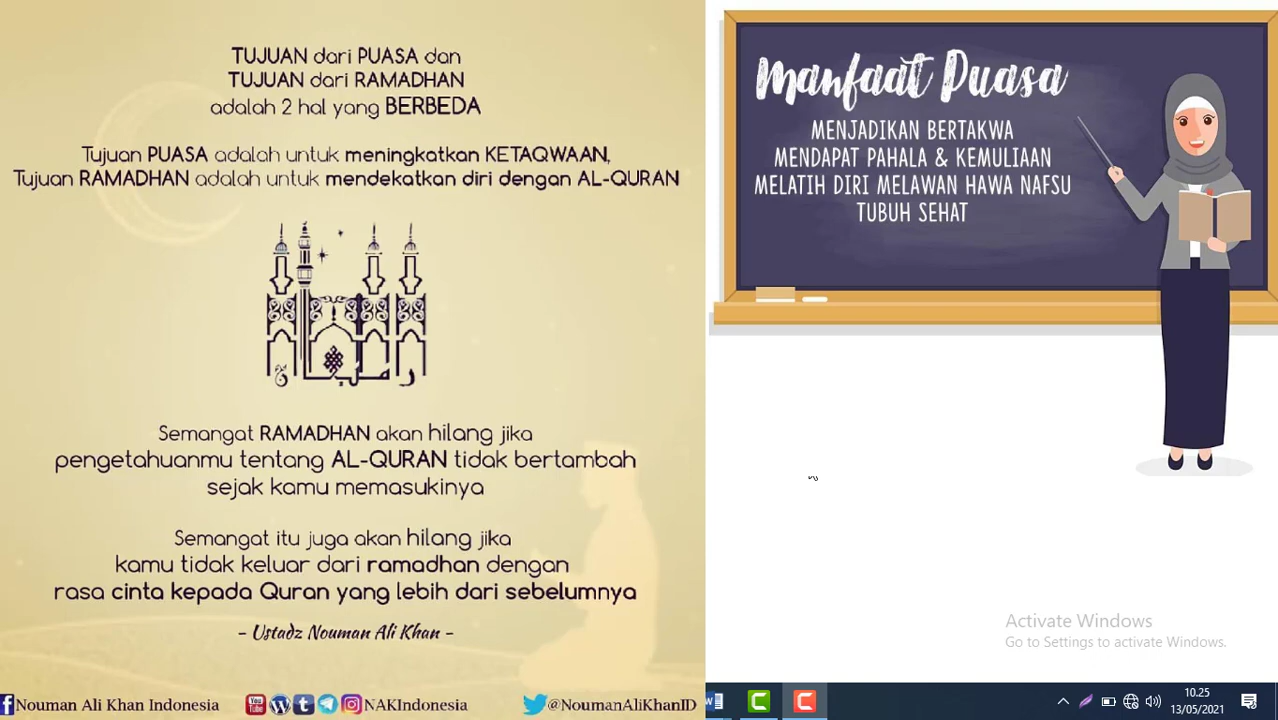 TUJUAN dari PUASA dan
TUJUAN dari RAMADHAN
adalah 2 hal yang BERBEDA
Tujuan PUASA adalah untuk meningkatkan KETAQWAAN,
Tujuan RAMADHAN adalah untuk mendekatkan diri dengan AL-QURAN
Semangat RAMADHAN akan hilang jika
pengetahuanmu tentang AL-QURAN tidak bertambah
sejak kamu memasukinya
Semangat itu juga akan hilang jika
kamu tidak keluar dari ramadhan dengan
rasa cinta kepada Quran yang lebih dari sebelumnya
- Ustadz Nouman Ali Khan -
Nouman Ali Khan Indonesia
NAKIndonesia
@NoumanAliKhanID
Manfaat Puasa
MENJADIKAN BERTAKWA
MENDAPAT PAHALA & KEMULIAAN
MELATIH DIRI MELAWAN HAWA NAFSU
TUBUH SEHAT
Activate Windows
Go to Settings to activate Windows.
10.25
13/05/2021